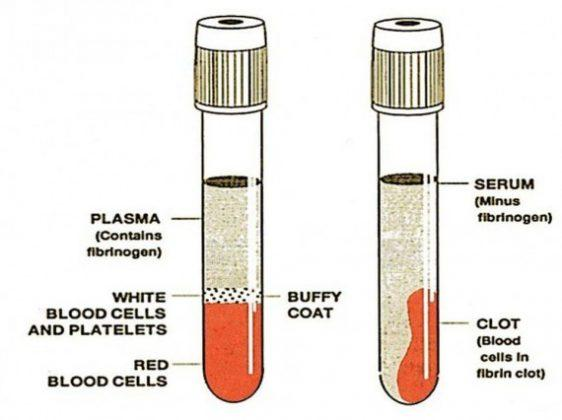 PLASMA
(Contains
fibrinogen)
WHITE
BLOOD CELLS
AND PLATELETS
BUFFY
COAT
RED
BLOOD CELLS
SERUM
(Minus
fibrinogen)
CLOT
(Blood
cells in
fibrin clot)